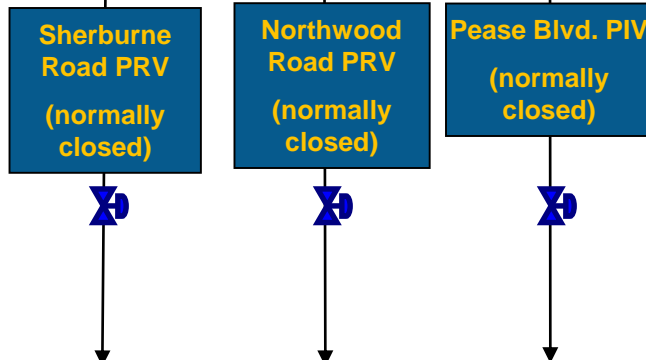 Sherburne
Road PRV
(normally
closed)
Northwood
Road PRV
(normally
closed)
Pease Blvd. PIV
(normally
closed)